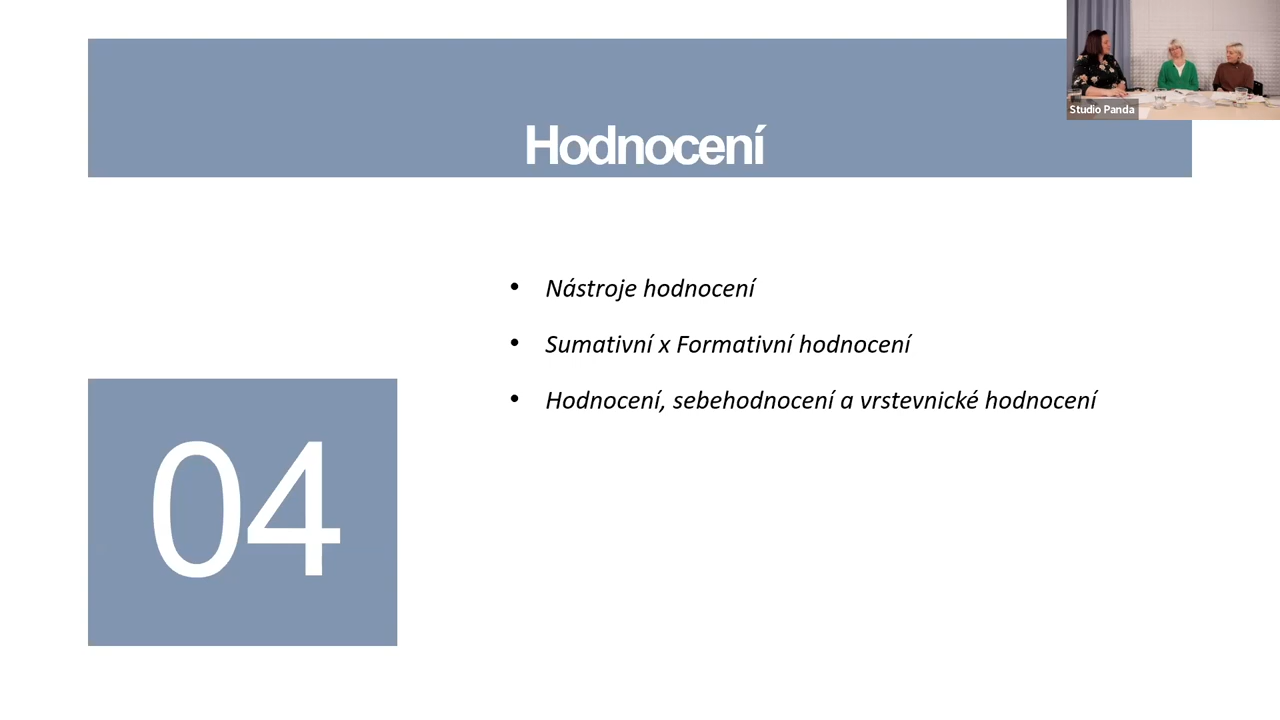 Studio Panda
Hodnocení
• Nástroje hodnocení
• Sumativní x Formativní hodnocení
• Hodnocení, sebehodnocení a vrstevnické hodnocení
04